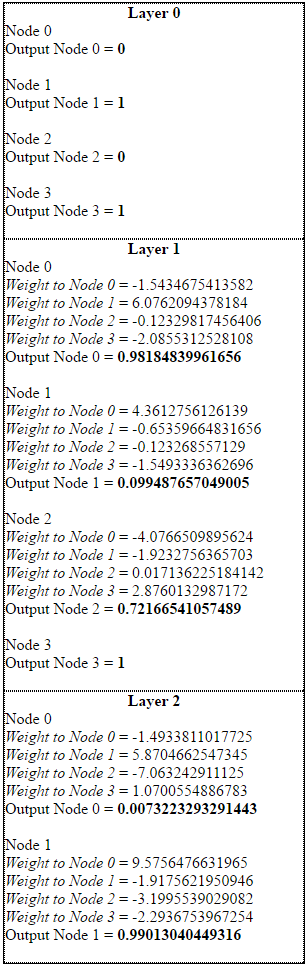 Layer 0
Node 0
Output Node 0 = 0
Node 1
Output Node 1 = 1
Node 2
Output Node 2 = 0
Node 3
Output Node 3 = 1
Layer 1
Node 0
Weight to Node 0 = -1.5434675413582
Weight to Node 1 = 6.0762094378184
Weight to Node 2 = -0.12329817456406
Weight to Node 3 = -2.0855312528108
Output Node 0 = 0.98184839961656
Node 1
Weight to Node 0 = 4.3612756126139
Weight to Node 1 = -0.65359664831656
Weight to Node 2 = -0.123268557129
Weight to Node 3 = -1.5493336362696
Output Node 1 = 0.099487657049005
Node 2
Weight to Node 0 = -4.0766509895624
Weight to Node 1 = -1.9232756365703
Weight to Node 2 = 0.017136225184142
Weight to Node 3 = 2.8760132987172
Output Node 2 = 0.72166541057489
Node 3
Output Node 3 = 1
Layer 2
Node 0
Weight to Node 0 = -1.4933811017725
Weight to Node 1 = 5.8704662547345
Weight to Node 2 = -7.063242911125
Weight to Node 3 = 1.0700554886783
Output Node 0 = 0.0073223293291443
Node 1
Weight to Node 0 = 9.5756476631965
Weight to Node 1 = -1.9175621950946
Weight to Node 2 = -3.1995539029082
Weight to Node 3 = -2.2936753967254
Output Node 1 = 0.99013040449316